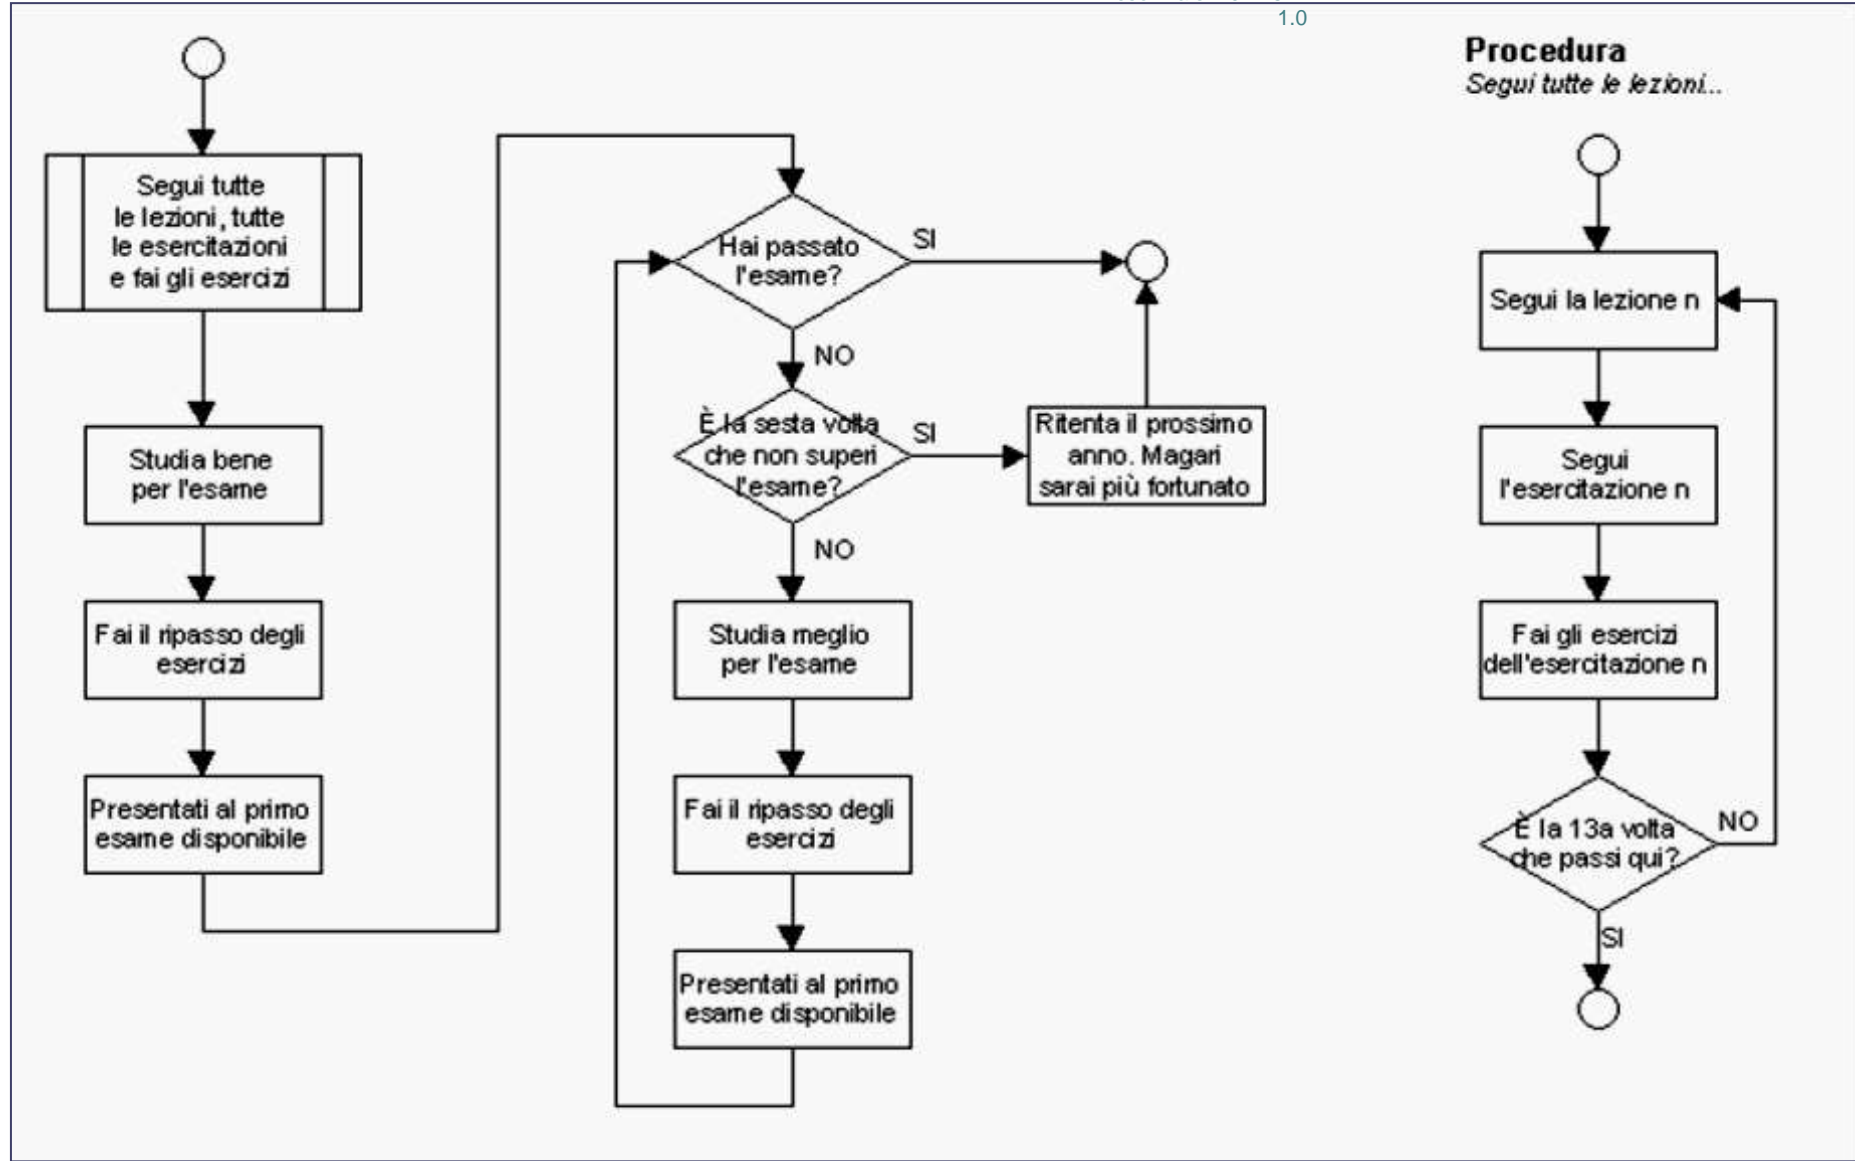 1.0
Segui tutte
le lezioni, tutte
le esercitazioni
e fai gli esercizi
Studia bene
per l'esame
Fai il ripasso degli
esercizi
Presentati al primo
esame disponibile
Hai passato
l'esame?
SI
NO
È la sesta volta
che non superi
l'esame?
SI
Ritenta il prossimo
anno. Magari
sarai più fortunato
NO
Studia meglio
per l'esame
Fai il ripasso degli
esercizi
Presentati al primo
esame disponibile
Procedura
Segui tutte le lezioni...
Segui la lezione n
Segui
l'esercitazione n
Fai gli esercizi
dell'esercitazione n
È la 13a volta
che passi qui?
NO
SI